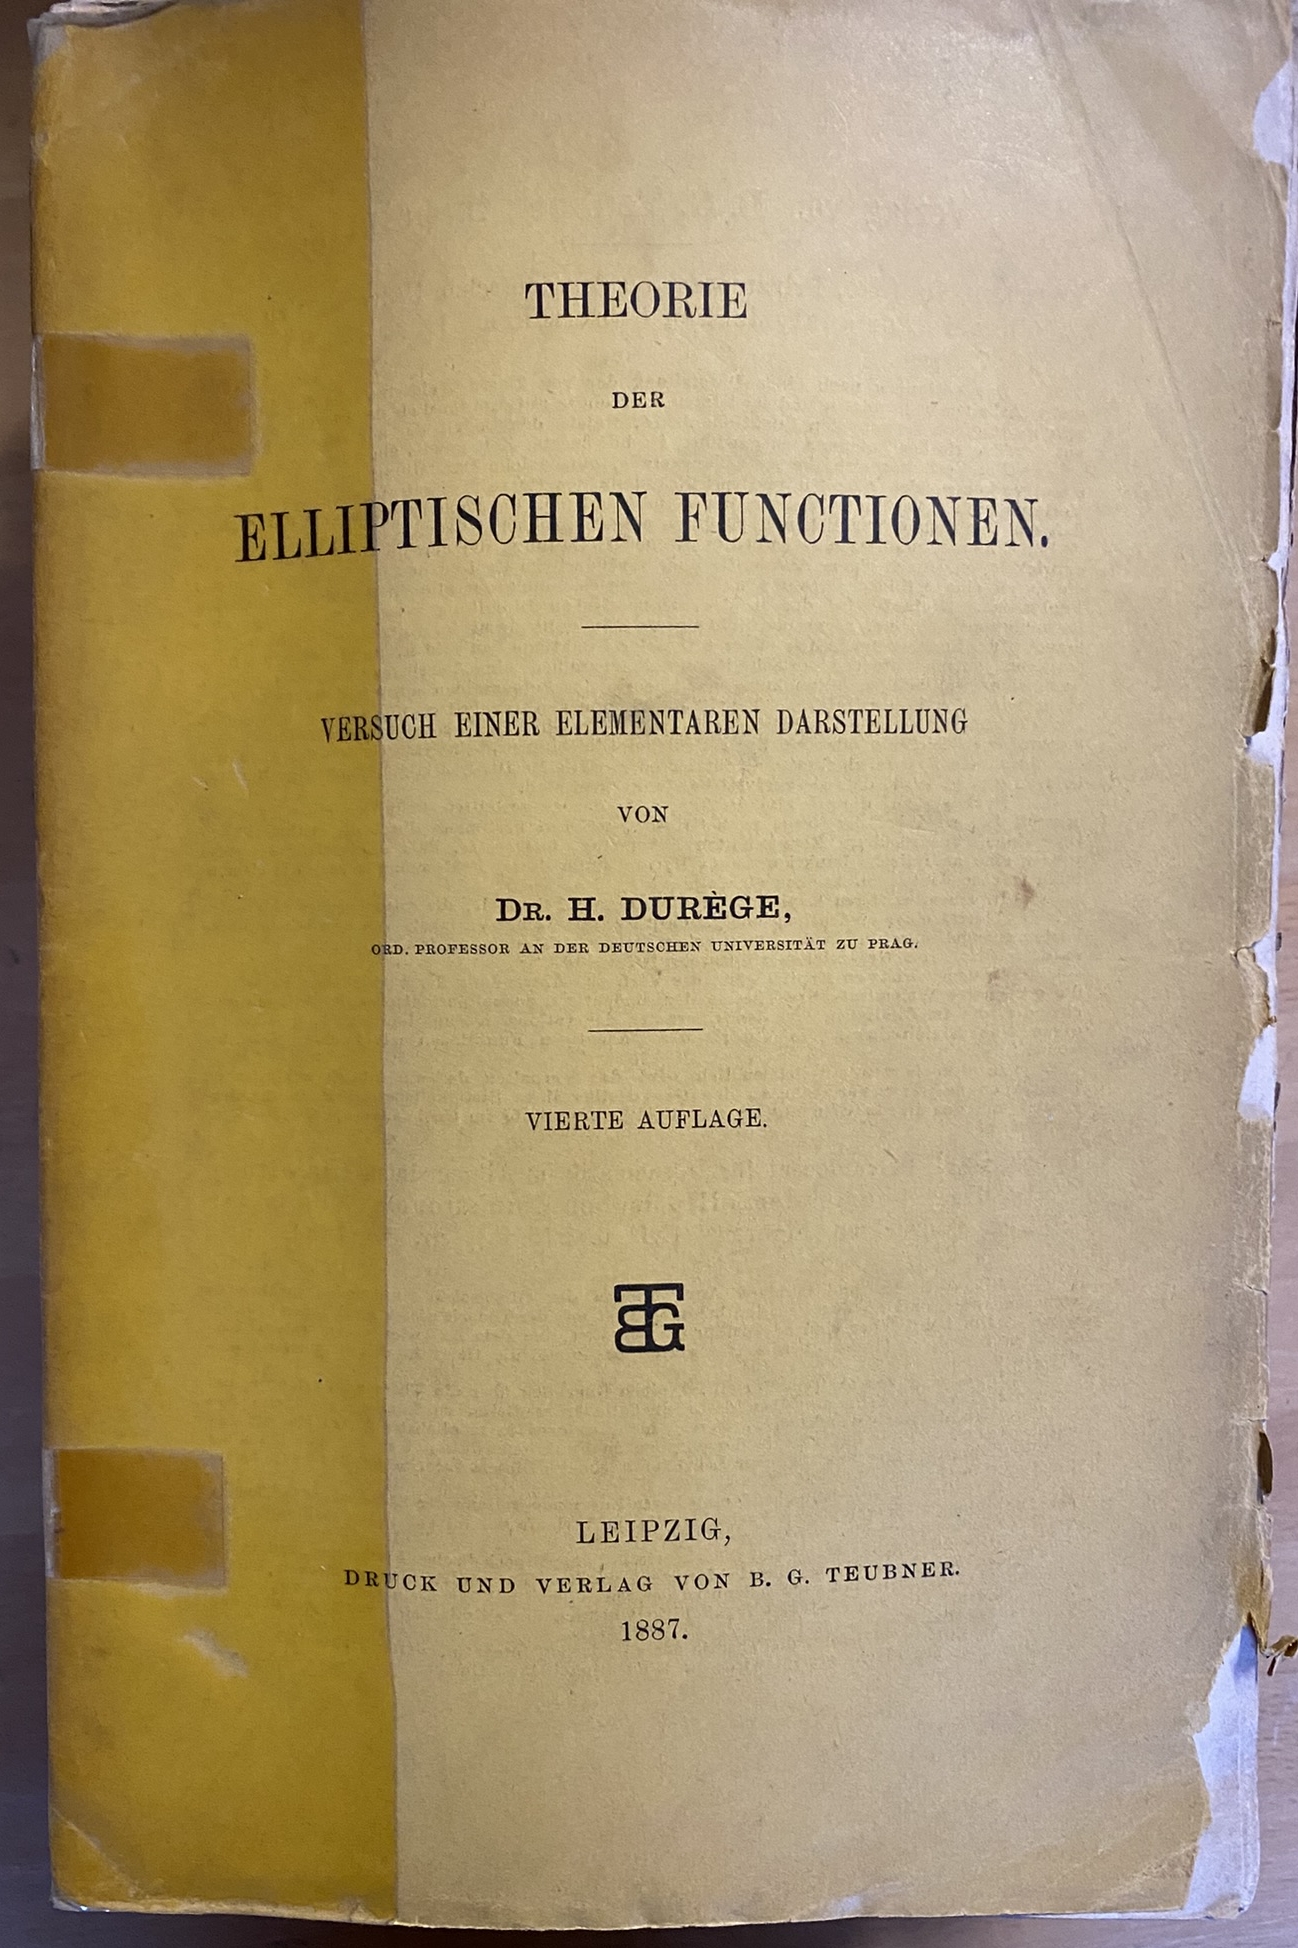 THEORIE
DER
ELLIPTISCHEN FUNCTIONEN.
VERSUCH EINER ELEMENTAREN DARSTELLUNG
VON
DR. H. DURÈGE,
ORD. PROFESSOR AN DER DEUTSCHEN UNIVERSITÄT ZU PRAG.
VIERTE AUFLAGE.
BTG
LEIPZIG,
DRUCK UND VERLAG VON B. G. TEUBNER.
1887.